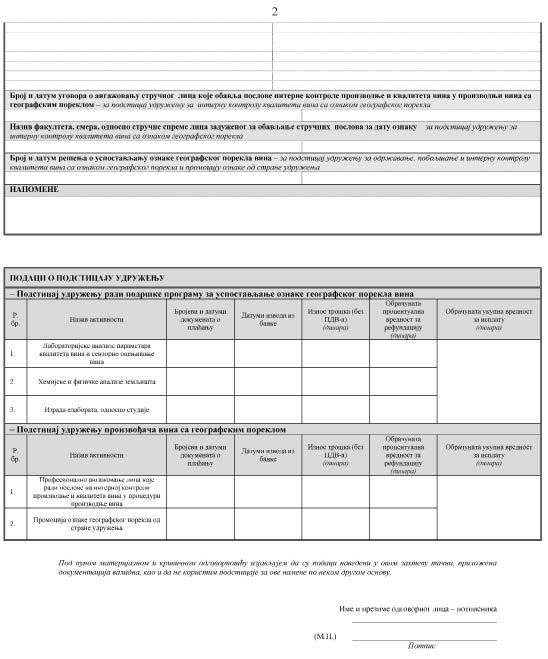 2
Број и датум уговора о ангажовању стручног лица које обавља послове интерне контроле производње и квалитета вина у производњи вина са
географским пореклом – за подстицај удружењу за интерну контролу квалитета вина са ознаком географског порекла
Назив факултета, смера, односно стручне спреме лица задуженог за обављање стручних послова за дату ознаку за подстицај удружењу за
интерну контролу квалитета вина са ознаком географског порекла
Број и датум решења о успостављању ознаке географског порекла вина – за подстицај удружењу за одржавање, побољшање и интерну контролу
квалитета вина са ознаком географског порекла и промоцију ознаке од стране удружења
НАПОМЕНЕ
ПОДАЦИ О ПОДСТИЦАЈУ УДРУЖЕЊУ
– Подстицај удружењу ради подршке програму за успостављање ознаке географског порекла вина
Р.
бр.
Назив активности
Бројеви и датуми
докумената о
плаћању
Датуми извода из
банке
Износ трошка (без
ПДВ-а)
(динара)
Обрачуната
процентуална
вредност за
рефундацију
(динара)
Обрачуната укупна вредност
за исплату
(динара)
1.
Лабораторијске анализе параметара
квалитета вина и сензорно оцењивање
вина
2.
Хемијске и физичке анализе земљишта
3.
Израда елабората, односно студије
– Подстицај удружењу произвођача вина са географским пореклом
Р.
бр.
Назив активности
Бројеви и датуми
докумената о
плаћању
Датуми извода из
банке
Износ трошка (без
ПДВ-а)
(динара)
Обрачуната
процентуална
вредност за
рефундацију
(динара)
Обрачуната укупна вредност
за исплату
(динара)
1.
Професионално ангажовање лица које
ради послове на интерној контроли
производње и квалитета вина у процедури
производње вина
2.
Промоција ознаке географског порекла од
стране удружења
Под пуном материјалном и кривичном одговорношћу изјављујем да су подаци наведени у овом захтеву тачни, приложена
документација валидна, као и да не користим подстицаје за ове намене по неком другом основу.
Име и презиме одговорног лица – потписника
(М.П.)
Потпис